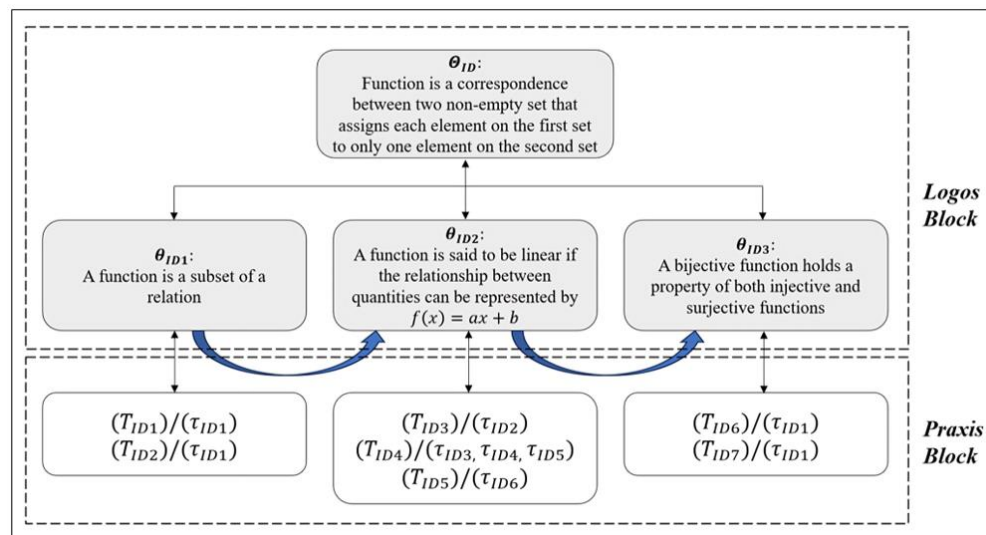 Θ_ID:
Function is a correspondence
between two non-empty set that
assigns each element on the first set
to only one element on the second set
Logos
Block
θ_ID1:
A function is a subset of a
relation
θ_ID2:
A function is said to be linear if
the relationship between
quantities can be represented by
f(x) = ax + b
θ_ID3:
A bijective function holds a
property of both injective and
surjective functions
(T_ID1)/(τ_ID1)
(T_ID2)/(τ_ID1)
(T_ID3)/(τ_ID2)
(T_ID4)/(τ_ID3, τ_ID4, τ_ID5)
(T_ID5)/(τ_ID6)
(T_ID6)/(τ_ID1)
(T_ID7)/(τ_ID1)
Praxis
Block